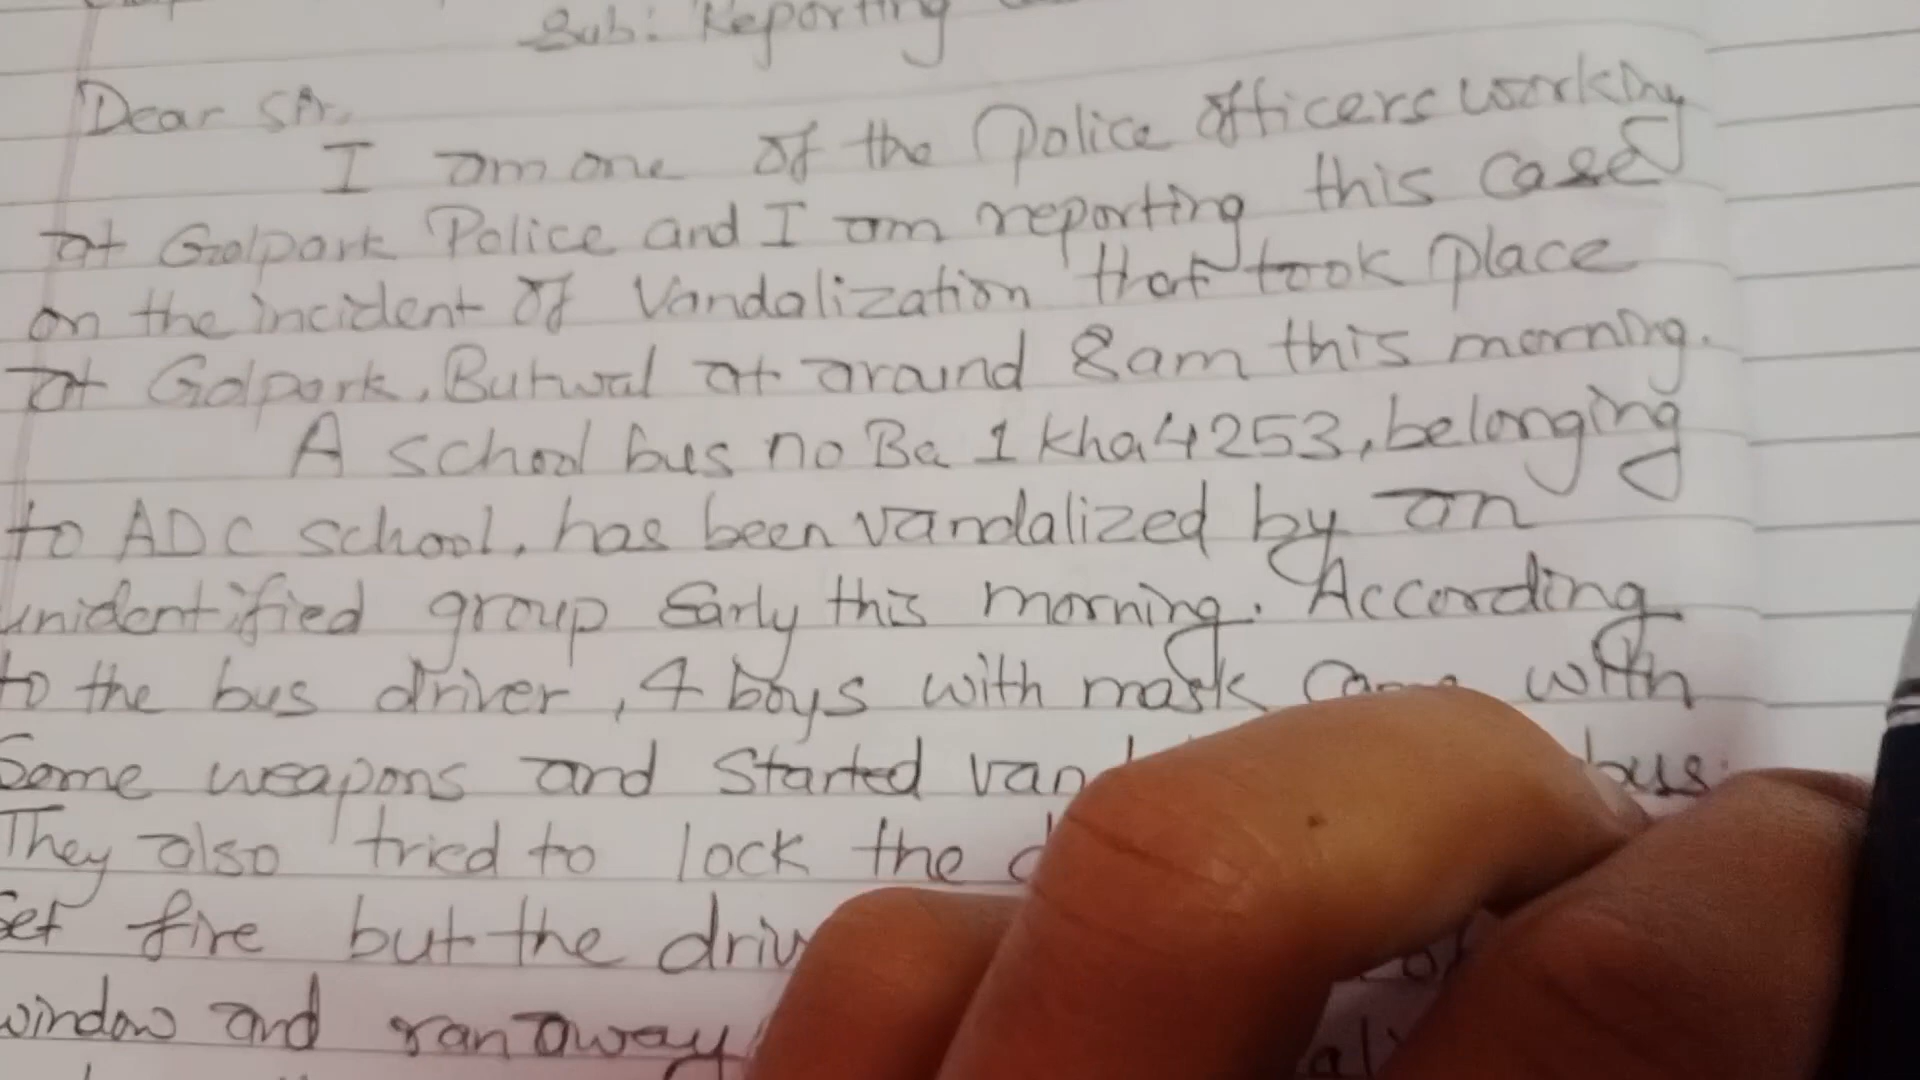 Sub: Reporting
Dear Sir,
I am one of the Police Officers working
at Golpark Police and I am reporting this case
on the incident of Vandalization that took place
at Golpark, Butwal at around 8am this morning.
A school bus no Ba 1 Kha 4253, belonging
to ADC school, has been vandalized by an
unidentified group early this morning. According
to the bus driver, 4 boys with mask came with
Some weapons and started bus.
They also tried to lock the
Set fire but the
window and ran away